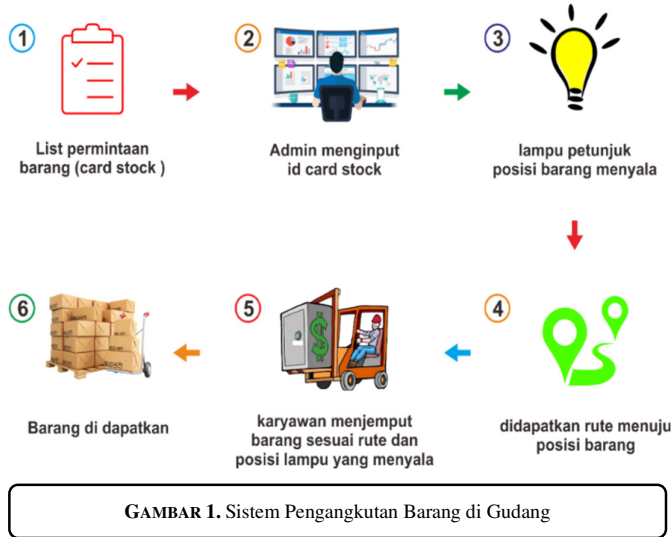 1
List permintaan
barang (card stock )
2
Admin menginput
id card stock
3
lampu petunjuk
posisi barang menyala
4
didapatkan rute menuju
posisi barang
5
$
karyawan menjemput
barang sesuai rute dan
posisi lampu yang menyala
6
Barang di dapatkan
GAMBAR 1. Sistem Pengangkutan Barang di Gudang